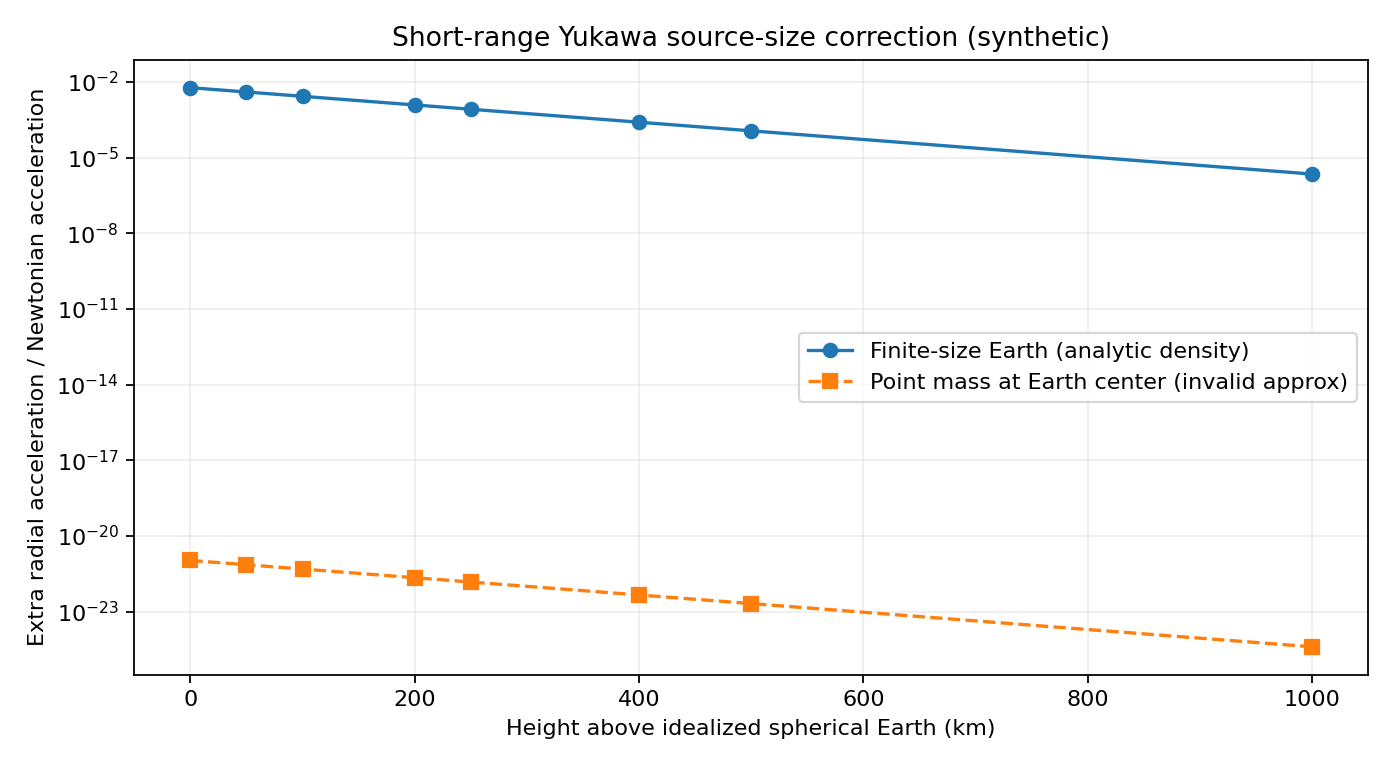 Short-range Yukawa source-size correction (synthetic)
Extra radial acceleration / Newtonian acceleration
10⁻²
10⁻⁵
10⁻⁸
10⁻¹¹
10⁻¹⁴
10⁻¹⁷
10⁻²⁰
10⁻²³
Finite-size Earth (analytic density)
Point mass at Earth center (invalid approx)
0 200 400 600 800 1000
Height above idealized spherical Earth (km)